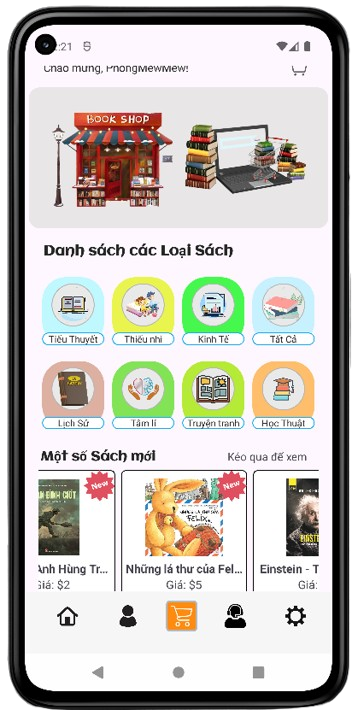 2:21
Chào mừng, PhongMewMew!
BOOK SHOP
Danh sách các Loại Sách
Tiểu Thuyết
Thiếu nhi
Kinh Tế
Tất Cả
Lịch Sử
Tâm lí
Truyện tranh
Học Thuật
Một số Sách mới
Kéo qua để xem
New
New
Anh Hùng Tr...
Những lá thư của Fel...
Einstein - T
Giá: $2
Giá: $5
Giá: